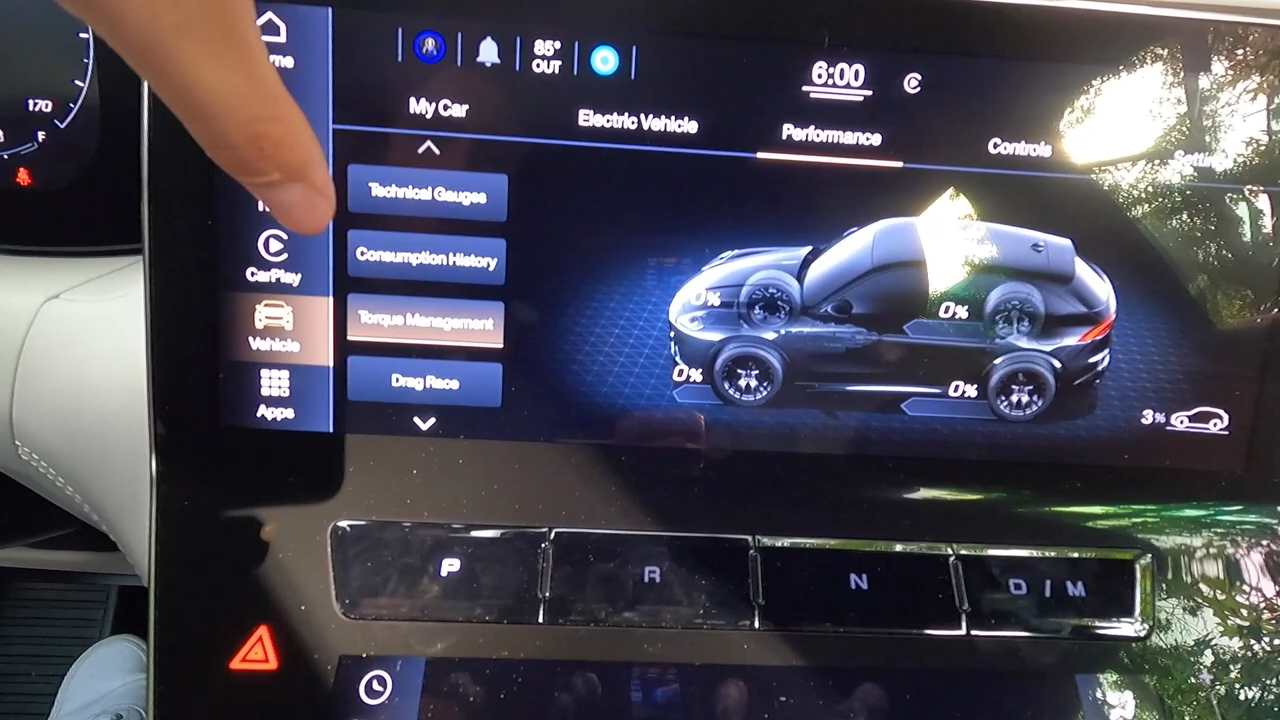 170
F
85°
OUT
6:00
My Car
Electric Vehicle
Performance
Controls
Technical Gauges
Consumption History
Torque Management
Drag Race
CarPlay
Vehicle
Apps
0%
0%
0%
0%
3%
P
R
N
D | M